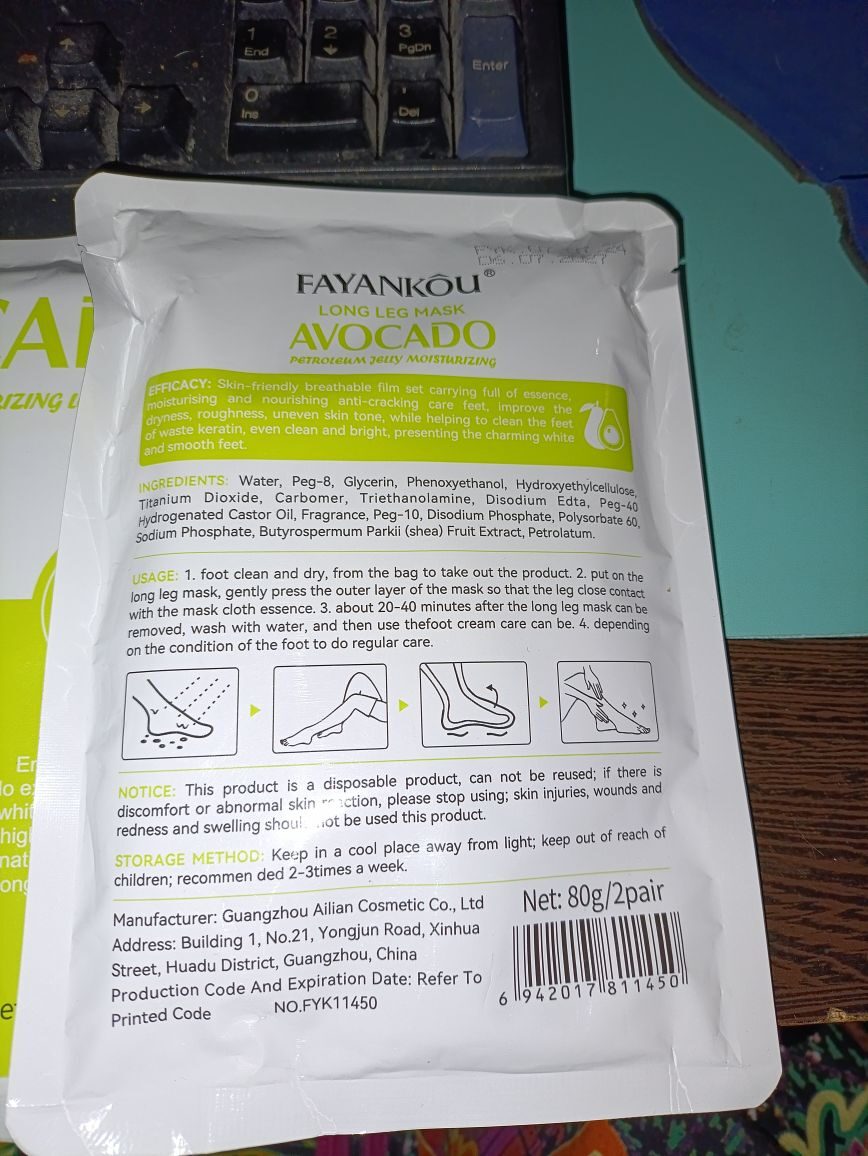 1
End
2
3
PgDn
Enter
0
Ins
Del
05.07.2027
FAYANKÔU®
LONG LEG MASK
AVOCADO
PETROLEUM JELLY MOISTURIZING
EFFICACY: Skin-friendly breathable film set carrying full of essence,
moisturising and nourishing anti-cracking care feet, improve the
dryness, roughness, uneven skin tone, while helping to clean the feet
of waste keratin, even clean and bright, presenting the charming white
and smooth feet.
INGREDIENTS: Water, Peg-8, Glycerin, Phenoxyethanol, Hydroxyethylcellulose,
Titanium Dioxide, Carbomer, Triethanolamine, Disodium Edta, Peg-40
Hydrogenated Castor Oil, Fragrance, Peg-10, Disodium Phosphate, Polysorbate 60,
Sodium Phosphate, Butyrospermum Parkii (shea) Fruit Extract, Petrolatum.
USAGE: 1. foot clean and dry, from the bag to take out the product. 2. put on the
long leg mask, gently press the outer layer of the mask so that the leg close contact
with the mask cloth essence. 3. about 20-40 minutes after the long leg mask can be
removed, wash with water, and then use thefoot cream care can be. 4. depending
on the condition of the foot to do regular care.
NOTICE: This product is a disposable product, can not be reused; if there is
discomfort or abnormal skin reaction, please stop using; skin injuries, wounds and
redness and swelling should not be used this product.
STORAGE METHOD: Keep in a cool place away from light; keep out of reach of
children; recommen ded 2-3times a week.
Net: 80g/2pair
Manufacturer: Guangzhou Ailian Cosmetic Co., Ltd
Address: Building 1, No.21, Yongjun Road, Xinhua
Street, Huadu District, Guangzhou, China
Production Code And Expiration Date: Refer To
Printed Code NO.FYK11450
6 942017 811450